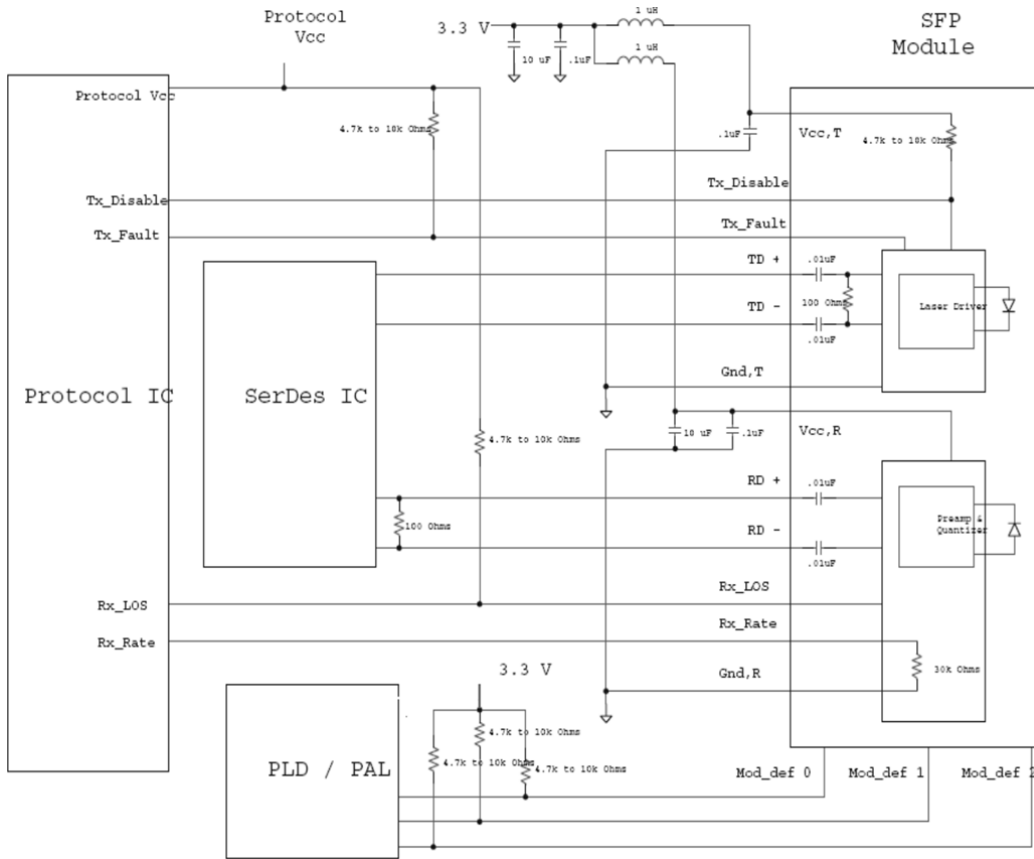 Protocol
Vcc
3.3 V
1 uH
1 uH
10 uF
.1uF
SFP
Module
Protocol Vcc
4.7k to 10k Ohms
.1uF
Vcc,T
4.7k to 10k Ohms
Tx_Disable
Tx_Disable
Tx_Fault
Tx_Fault
TD +
.01uF
100 Ohms
Laser Driver
TD -
.01uF
Gnd,T
Protocol IC
SerDes IC
4.7k to 10k Ohms
10 uF
.1uF
Vcc,R
RD +
.01uF
100 Ohms
Preamp &
Quantizer
RD -
.01uF
Rx_LOS
Rx_LOS
Rx_Rate
Rx_Rate
Gnd,R
30k Ohms
3.3 V
4.7k to 10k Ohms
4.7k to 10k Ohms
4.7k to 10k Ohms
PLD / PAL
Mod_def 0
Mod_def 1
Mod_def 2